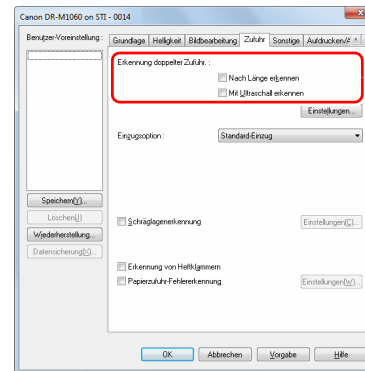 Canon DR-M1060 on STI - 0014
Benutzer-Voreinstellung :
Grundlage Helligkeit Bildbearbeitung Zufuhr Sonstige Aufdrucken/A
Erkennung doppelter Zufuhr. :
Nach Länge erkennen
Mit Ultraschall erkennen
Einstellungen...
Einzugsoption : Standard-Einzug
Speichern(Y)...
Löschen(J)
Wiederherstellung...
Datensicherung(X)...
Schräglagenerkennung Einstellungen(C)...
Erkennung von Heftklammern
Papierzufuhr-Fehlererkennung Einstellungen(W)...
OK Abbrechen Vorgabe Hilfe